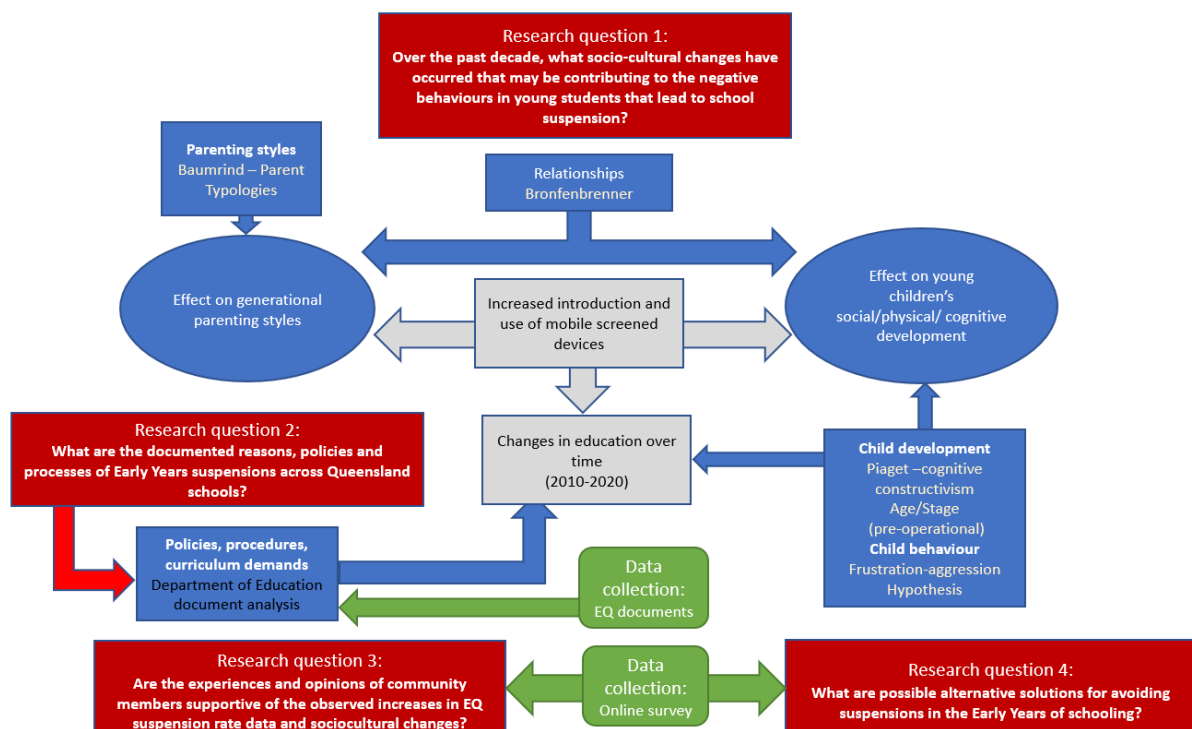 Research question 1:
Over the past decade, what socio-cultural changes have
occurred that may be contributing to the negative
behaviours in young students that lead to school
suspension?
Parenting styles
Baumrind – Parent
Typologies
Relationships
Bronfenbrenner
Effect on generational
parenting styles
Increased introduction and
use of mobile screened
devices
Effect on young
children’s
social/physical/ cognitive
development
Research question 2:
What are the documented reasons, policies and
processes of Early Years suspensions across Queensland
schools?
Changes in education over
time
(2010-2020)
Child development
Piaget –cognitive
constructivism
Age/Stage
(pre-operational)
Child behaviour
Frustration-aggression
Hypothesis
Policies, procedures,
curriculum demands
Department of Education
document analysis
Data
collection:
EQ documents
Research question 3:
Are the experiences and opinions of community
members supportive of the observed increases in EQ
suspension rate data and sociocultural changes?
Data
collection:
Online survey
Research question 4:
What are possible alternative solutions for avoiding
suspensions in the Early Years of schooling?